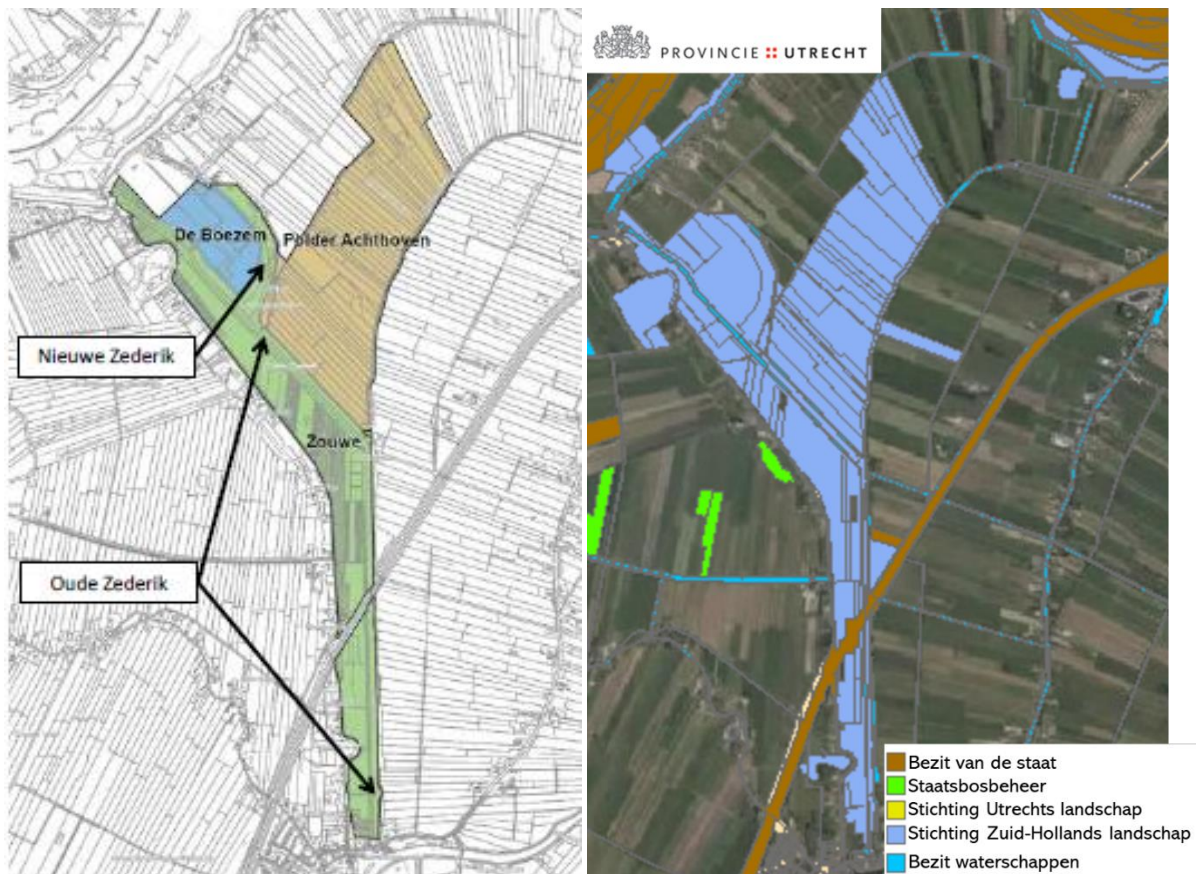 De Boezem
Polder Achthoven
Nieuwe Zederik
Zouwe
Oude Zederik
PROVINCIE UTRECHT
Bezit van de staat
Staatsbosbeheer
Stichting Utrechts landschap
Stichting Zuid-Hollands landschap
Bezit waterschappen